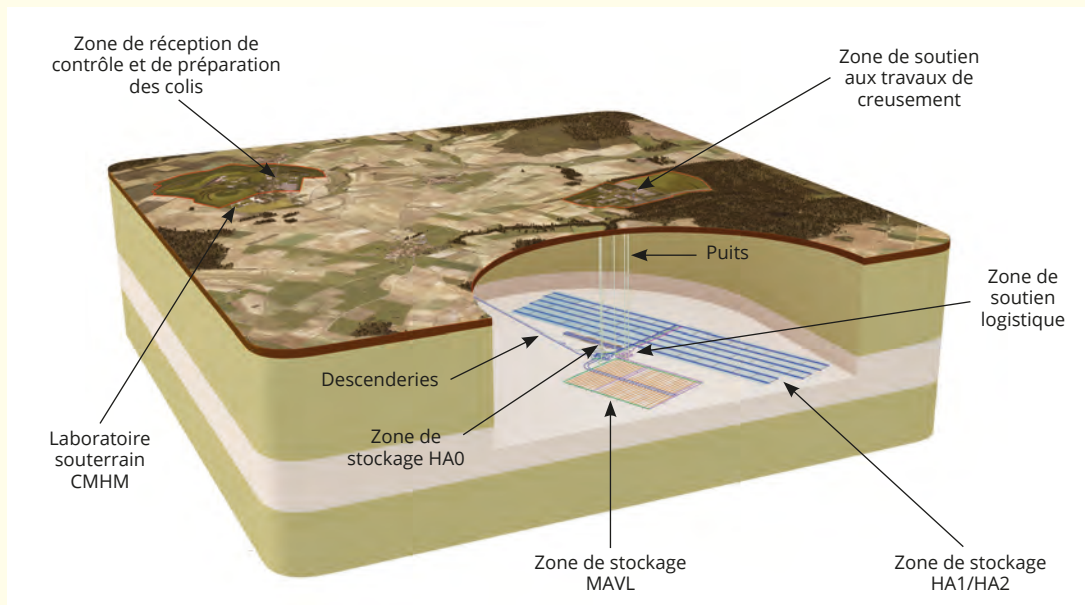 Zone de réception de
contrôle et de préparation
des colis
Zone de soutien
aux travaux de
creusement
Puits
Zone de
soutien
logistique
Descenderies
Zone de
stockage HA0
Laboratoire
souterrain
CMHM
Zone de stockage
MAVL
Zone de stockage
HA1/HA2